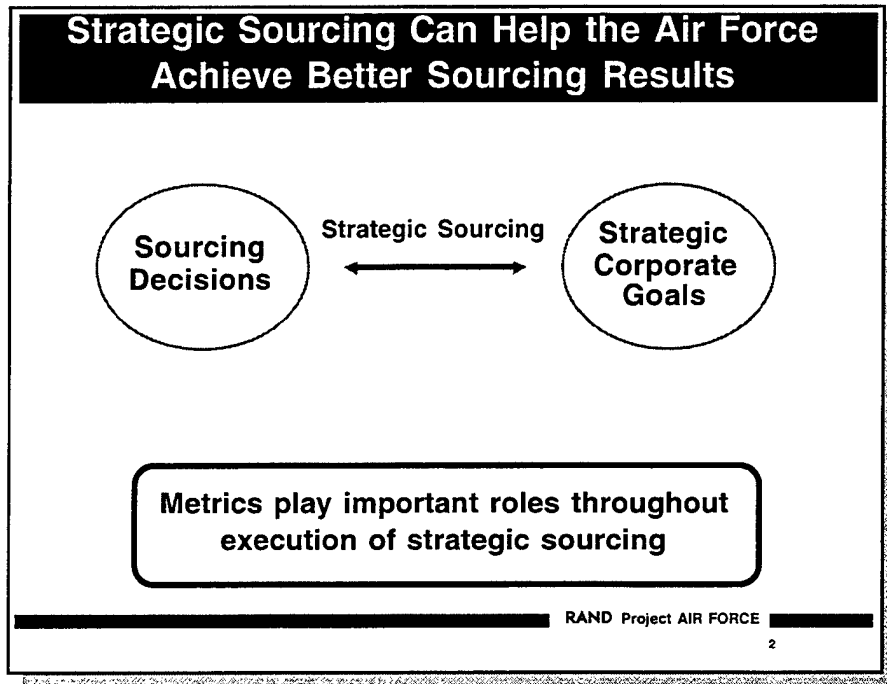 Strategic Sourcing Can Help the Air Force
Achieve Better Sourcing Results
Sourcing
Decisions
Strategic Sourcing
Strategic
Corporate
Goals
Metrics play important roles throughout
execution of strategic sourcing
RAND Project AIR FORCE
2